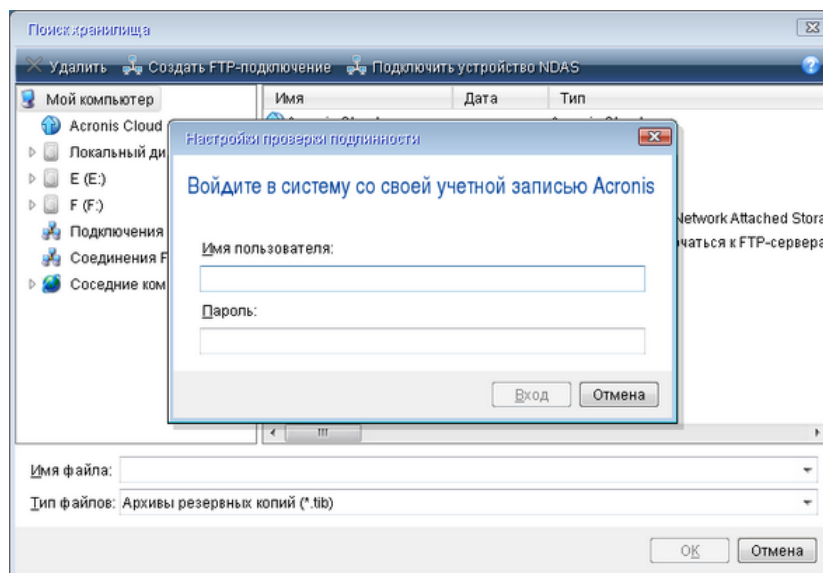 Поиск хранилища
Удалить Создать FTP-подключение Подключить устройство NDAS
Мой компьютер
Имя Дата Тип
Acronis Cloud
Локальный ди
E (E:)
F (F:)
Подключения
Соединения F
Соседние ком
Network Attached Stora
чаться к FTP-сервера
Настройки проверки подлинности
Войдите в систему со своей учетной записью Acronis
Имя пользователя:
Пароль:
Вход Отмена
Имя файла:
Тип файлов: Архивы резервных копий (*.tib)
OK Отмена